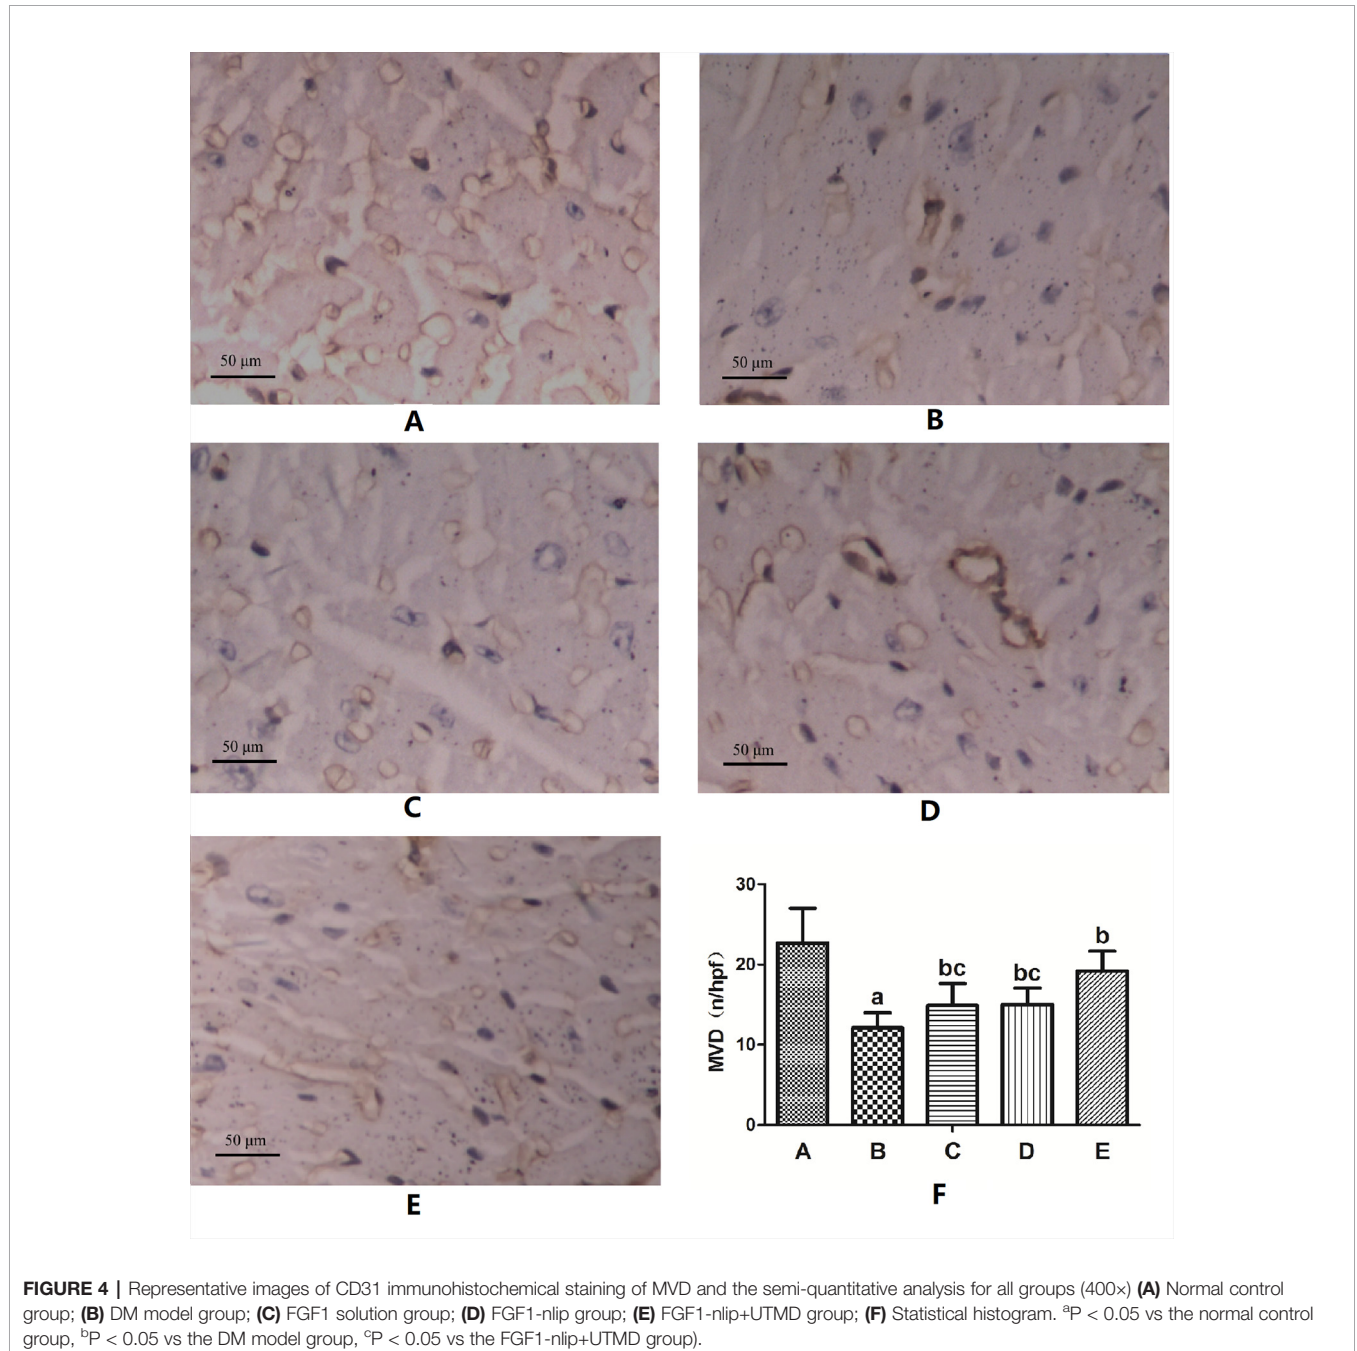 50 μm
50 μm
A
B
50 μm
50 μm
C
D
50 μm
E
30
20
10
0
MVD (n/hpf)
a
bc
bc
b
A B C D E
F
FIGURE 4 | Representative images of CD31 immunohistochemical staining of MVD and the semi-quantitative analysis for all groups (400×) (A) Normal control
group; (B) DM model group; (C) FGF1 solution group; (D) FGF1-nlip group; (E) FGF1-nlip+UTMD group; (F) Statistical histogram. ᵃP < 0.05 vs the normal control
group, ᵇP < 0.05 vs the DM model group, ᶜP < 0.05 vs the FGF1-nlip+UTMD group).